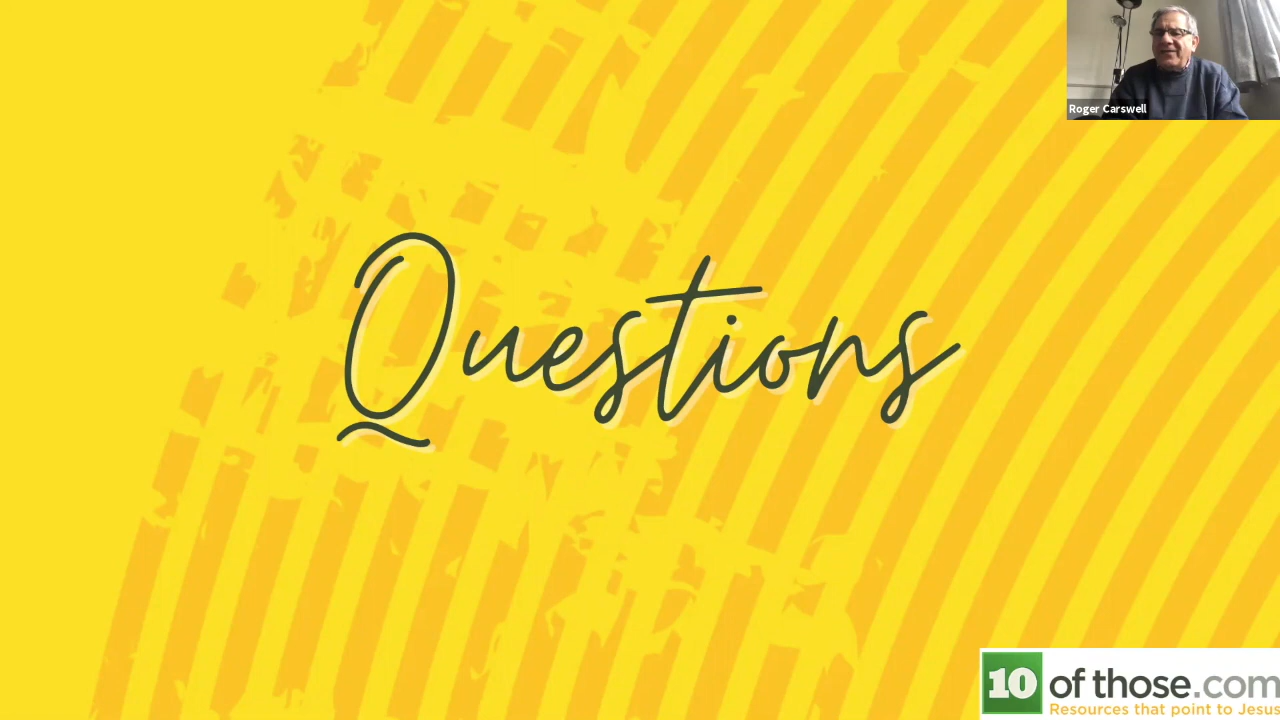 Roger Carswell
Questions
10 of those.com
Resources that point to Jesus